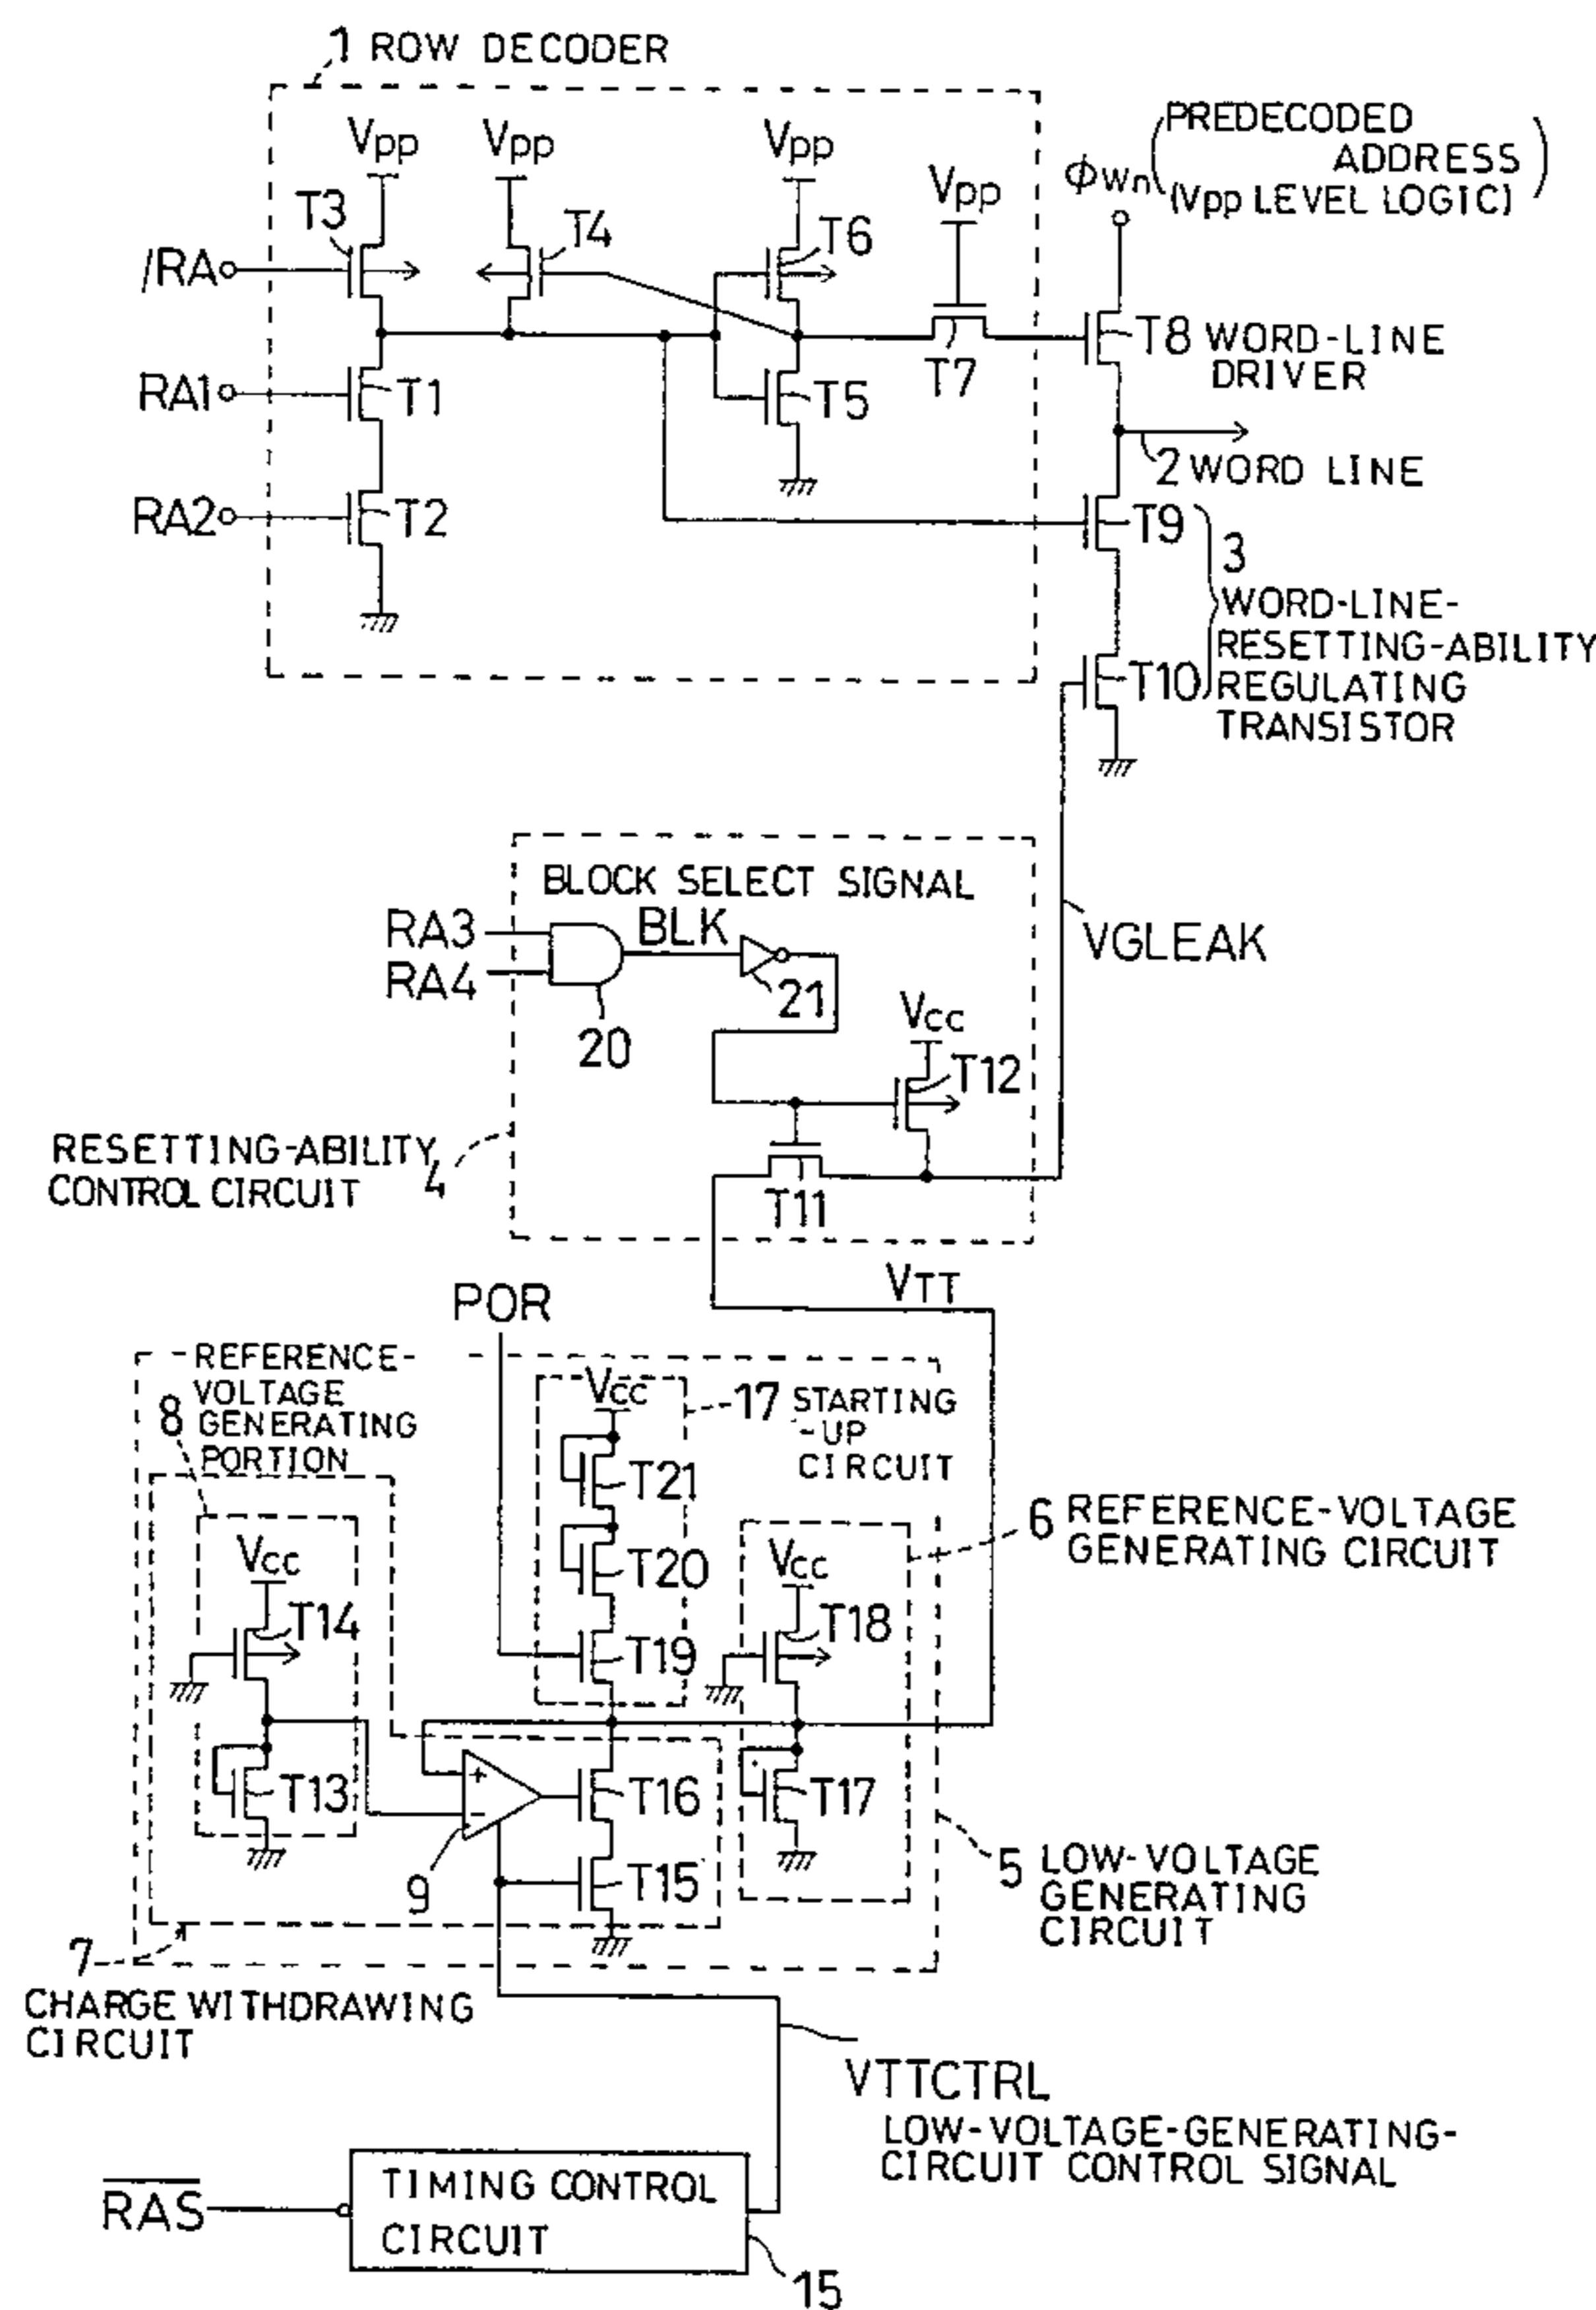 1 ROW DECODER
Vpp Vpp Vpp Vpp
ΦWn (PREDECODED
ADDRESS
(Vpp LEVEL LOGIC))
T3 T4 T6
/RA
T8 WORD-LINE
DRIVER
RA1 T1 T5 T7
2 WORD LINE
RA2 T2 T9
3
WORD-LINE-
RESETTING-ABILITY
REGULATING
TRANSISTOR
T10
BLOCK SELECT SIGNAL
RA3 BLK
RA4 21
20
VGLEAK
Vcc
T12
RESETTING-ABILITY
CONTROL CIRCUIT 4
T11
VTT
POR
REFERENCE-
VOLTAGE
8 GENERATING
PORTION
Vcc
17 STARTING
-UP
CIRCUIT
T21
6 REFERENCE-VOLTAGE
GENERATING CIRCUIT
Vcc T20 Vcc
T14 T19 T18
+
-
T13 T16 T17
9 T15
5 LOW-VOLTAGE
GENERATING
CIRCUIT
7
CHARGE WITHDRAWING
CIRCUIT
VTTCTRL
LOW-VOLTAGE-GENERATING-
CIRCUIT CONTROL SIGNAL
RAS
TIMING CONTROL
CIRCUIT
15